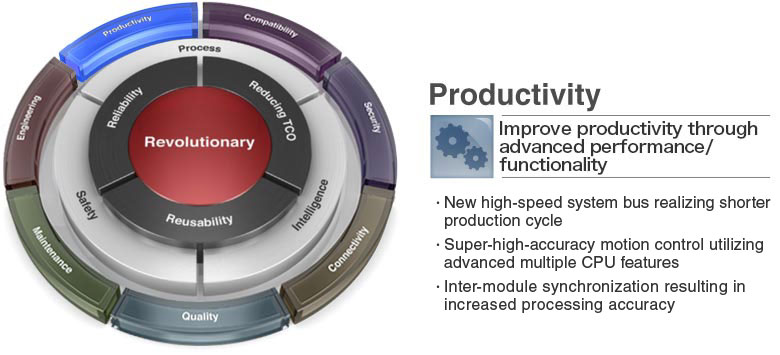 Productivity
Compatibility
Process
Engineering
Reliability
Reducing TCO
Security
Revolutionary
Safety
Reusability
Intelligence
Maintenance
Connectivity
Quality
Productivity
Improve productivity through
advanced performance/
functionality
· New high-speed system bus realizing shorter
production cycle
· Super-high-accuracy motion control utilizing
advanced multiple CPU features
· Inter-module synchronization resulting in
increased processing accuracy